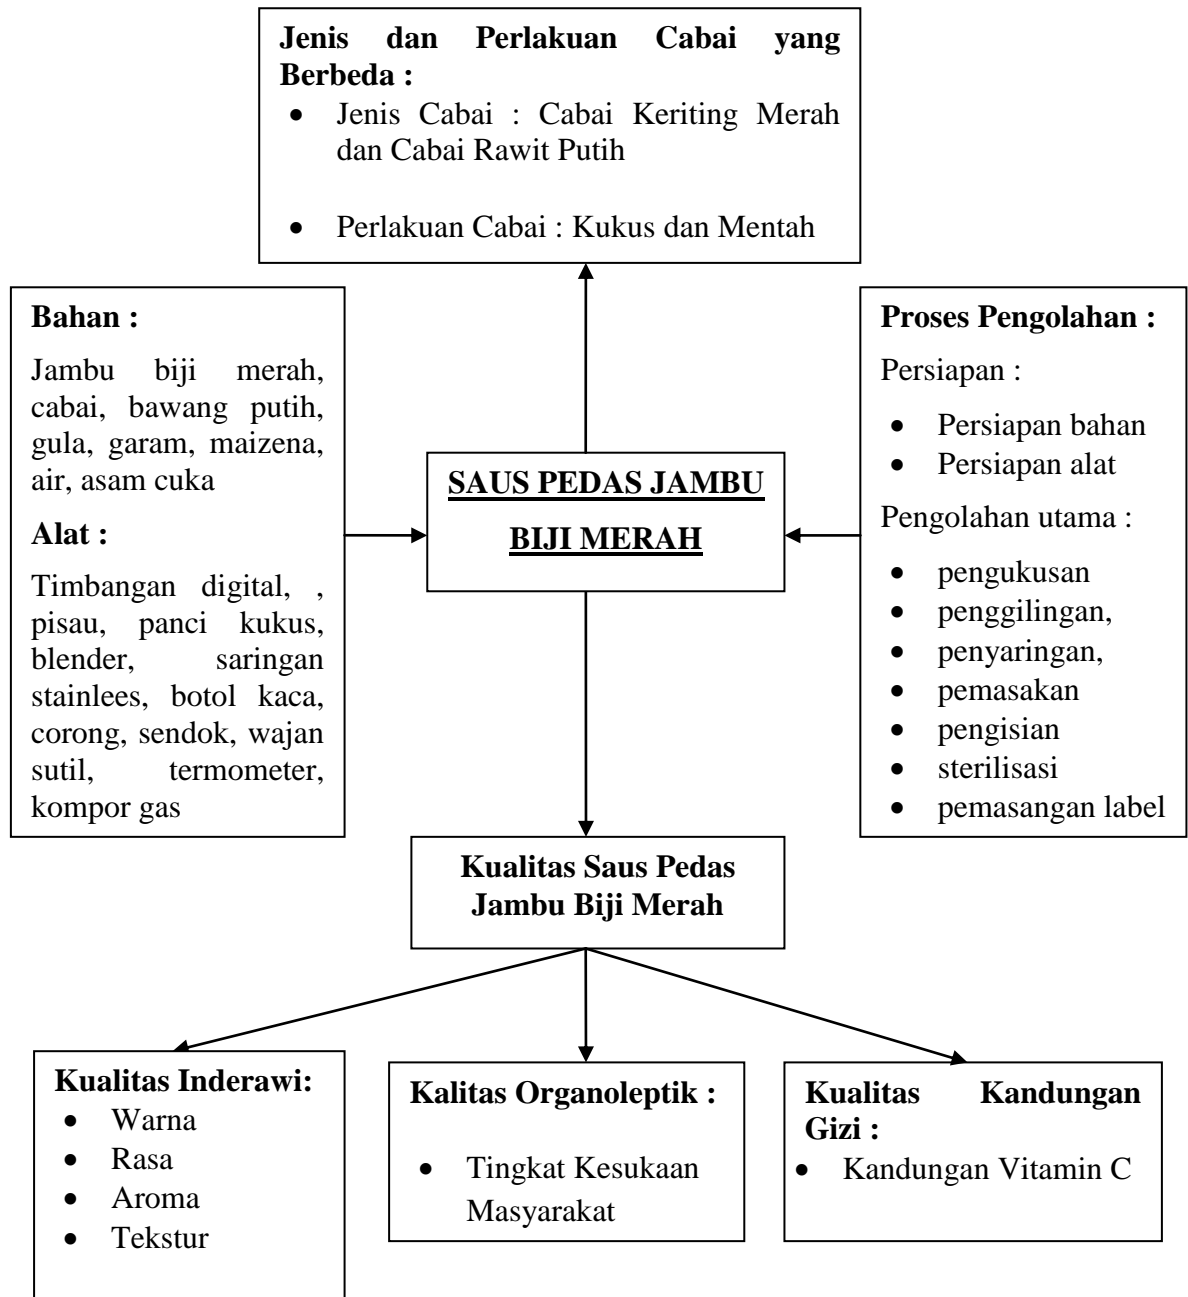 Jenis dan Perlakuan Cabai yang
Berbeda :
• Jenis Cabai : Cabai Keriting Merah
dan Cabai Rawit Putih
• Perlakuan Cabai : Kukus dan Mentah
Bahan :
Jambu biji merah,
cabai, bawang putih,
gula, garam, maizena,
air, asam cuka
Alat :
Timbangan digital, ,
pisau, panci kukus,
blender, saringan
stainlees, botol kaca,
corong, sendok, wajan
sutil, termometer,
kompor gas
SAUS PEDAS JAMBU
BIJI MERAH
Proses Pengolahan :
Persiapan :
• Persiapan bahan
• Persiapan alat
Pengolahan utama :
• pengukusan
• penggilingan,
• penyaringan,
• pemasakan
• pengisian
• sterilisasi
• pemasangan label
Kualitas Saus Pedas
Jambu Biji Merah
Kualitas Inderawi:
• Warna
• Rasa
• Aroma
• Tekstur
Kalitas Organoleptik :
• Tingkat Kesukaan
Masyarakat
Kualitas Kandungan
Gizi :
• Kandungan Vitamin C